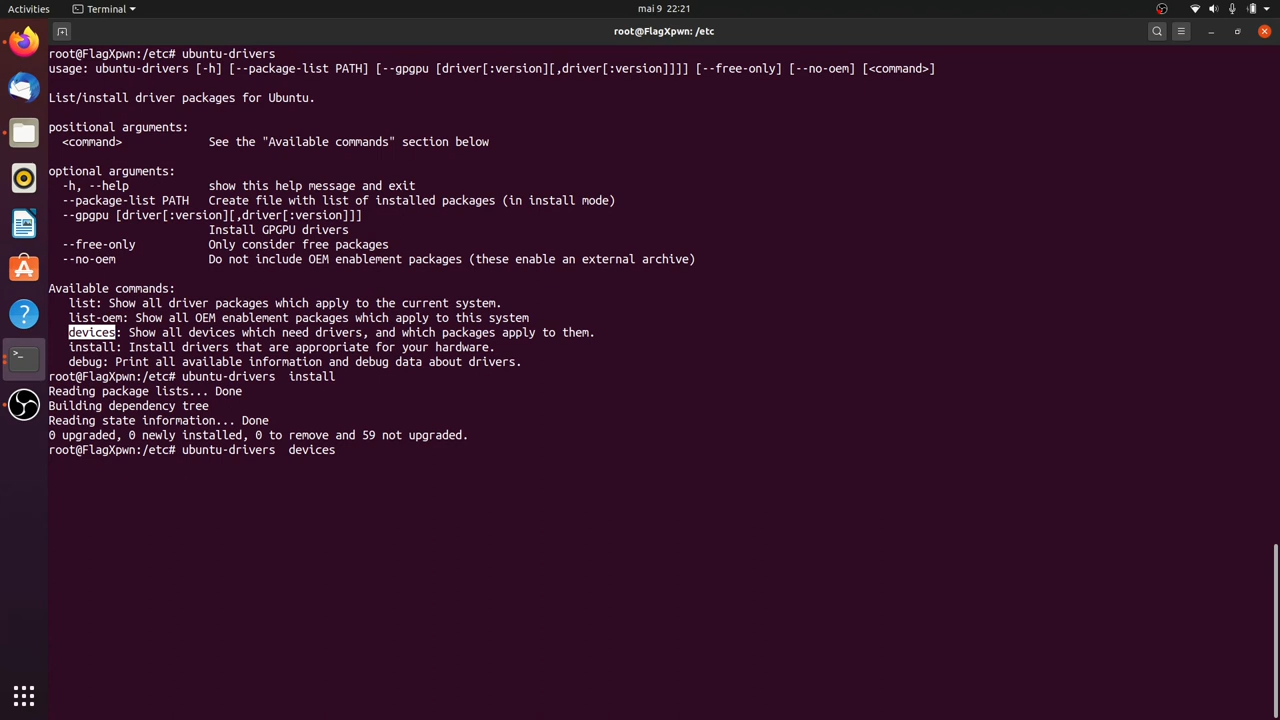 Activities
Terminal
mai 9 22:21
root@FlagXpwn: /etc
root@FlagXpwn:/etc# ubuntu-drivers
usage: ubuntu-drivers [-h] [--package-list PATH] [--gpgpu [driver[:version][,driver[:version]]]] [--free-only] [--no-oem] [<command>]
List/install driver packages for Ubuntu.
positional arguments:
  <command>             See the "Available commands" section below
optional arguments:
  -h, --help            show this help message and exit
  --package-list PATH   Create file with list of installed packages (in install mode)
  --gpgpu [driver[:version][,driver[:version]]]
                        Install GPGPU drivers
  --free-only           Only consider free packages
  --no-oem              Do not include OEM enablement packages (these enable an external archive)
Available commands:
   list: Show all driver packages which apply to the current system.
   list-oem: Show all OEM enablement packages which apply to this system
   devices: Show all devices which need drivers, and which packages apply to them.
   install: Install drivers that are appropriate for your hardware.
   debug: Print all available information and debug data about drivers.
root@FlagXpwn:/etc# ubuntu-drivers  install
Reading package lists... Done
Building dependency tree
Reading state information... Done
0 upgraded, 0 newly installed, 0 to remove and 59 not upgraded.
root@FlagXpwn:/etc# ubuntu-drivers  devices